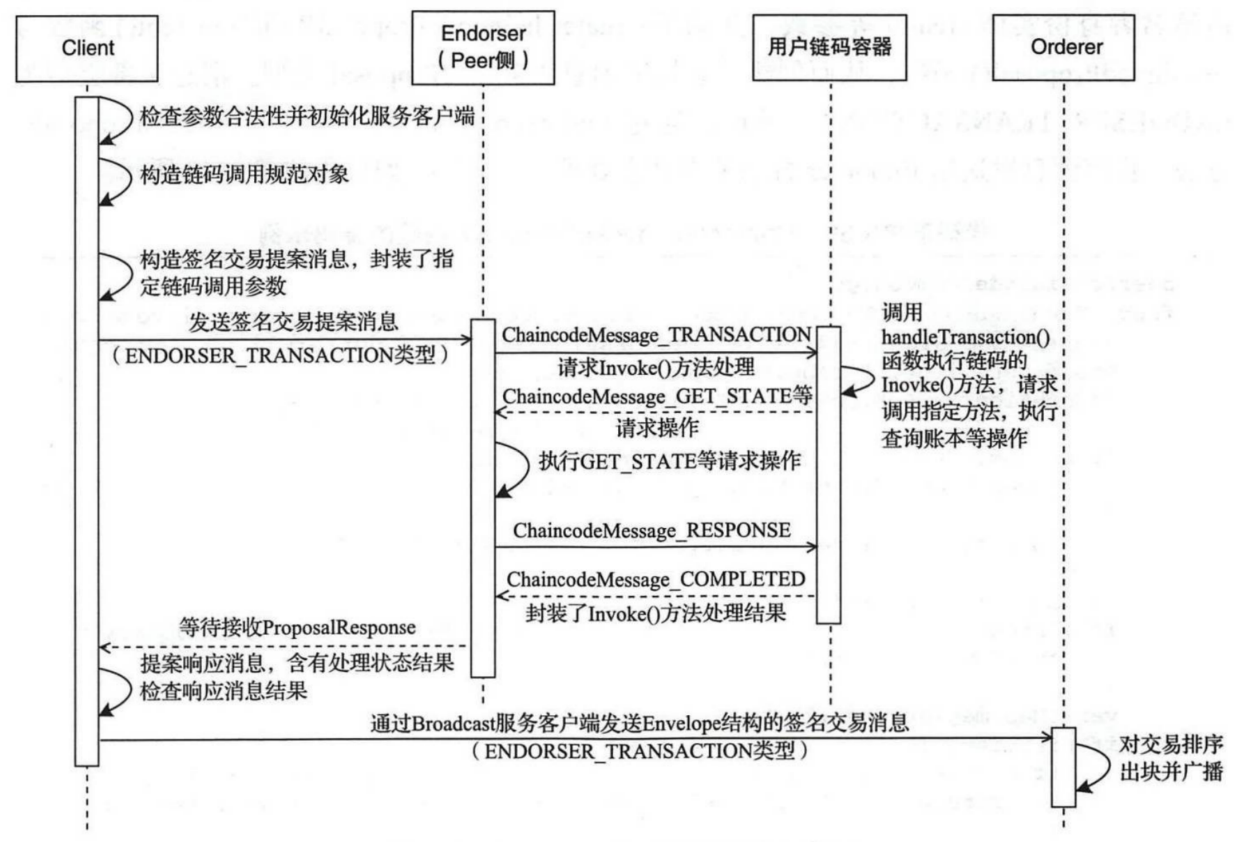 Client
Endorser
（Peer侧）
用户链码容器
Orderer
检查参数合法性并初始化服务客户端
构造链码调用规范对象
构造签名交易提案消息，封装了指
定链码调用参数
发送签名交易提案消息
（ENDORSER_TRANSACTION类型）
ChaincodeMessage_TRANSACTION
请求Invoke()方法处理
调用
handleTransaction()
函数执行链码的
Inovke()方法，请求
调用指定方法，执行
查询账本等操作
ChaincodeMessage_GET_STATE等
请求操作
执行GET_STATE等请求操作
ChaincodeMessage_RESPONSE
ChaincodeMessage_COMPLETED
封装了Invoke()方法处理结果
等待接收ProposalResponse
提案响应消息，含有处理状态结果
检查响应消息结果
通过Broadcast服务客户端发送Envelope结构的签名交易消息
（ENDORSER_TRANSACTION类型）
对交易排序
出块并广播